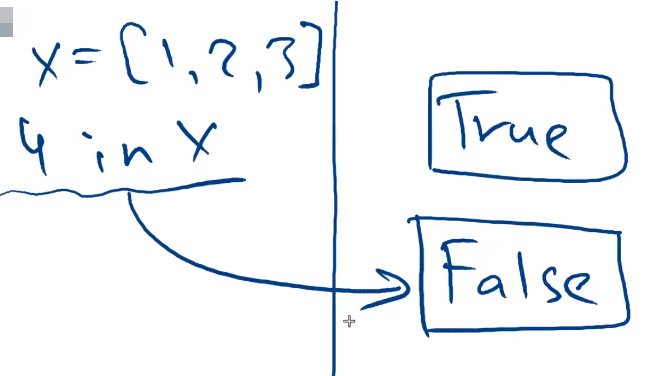 x = [1, 2, 3]
4 in x
True
False